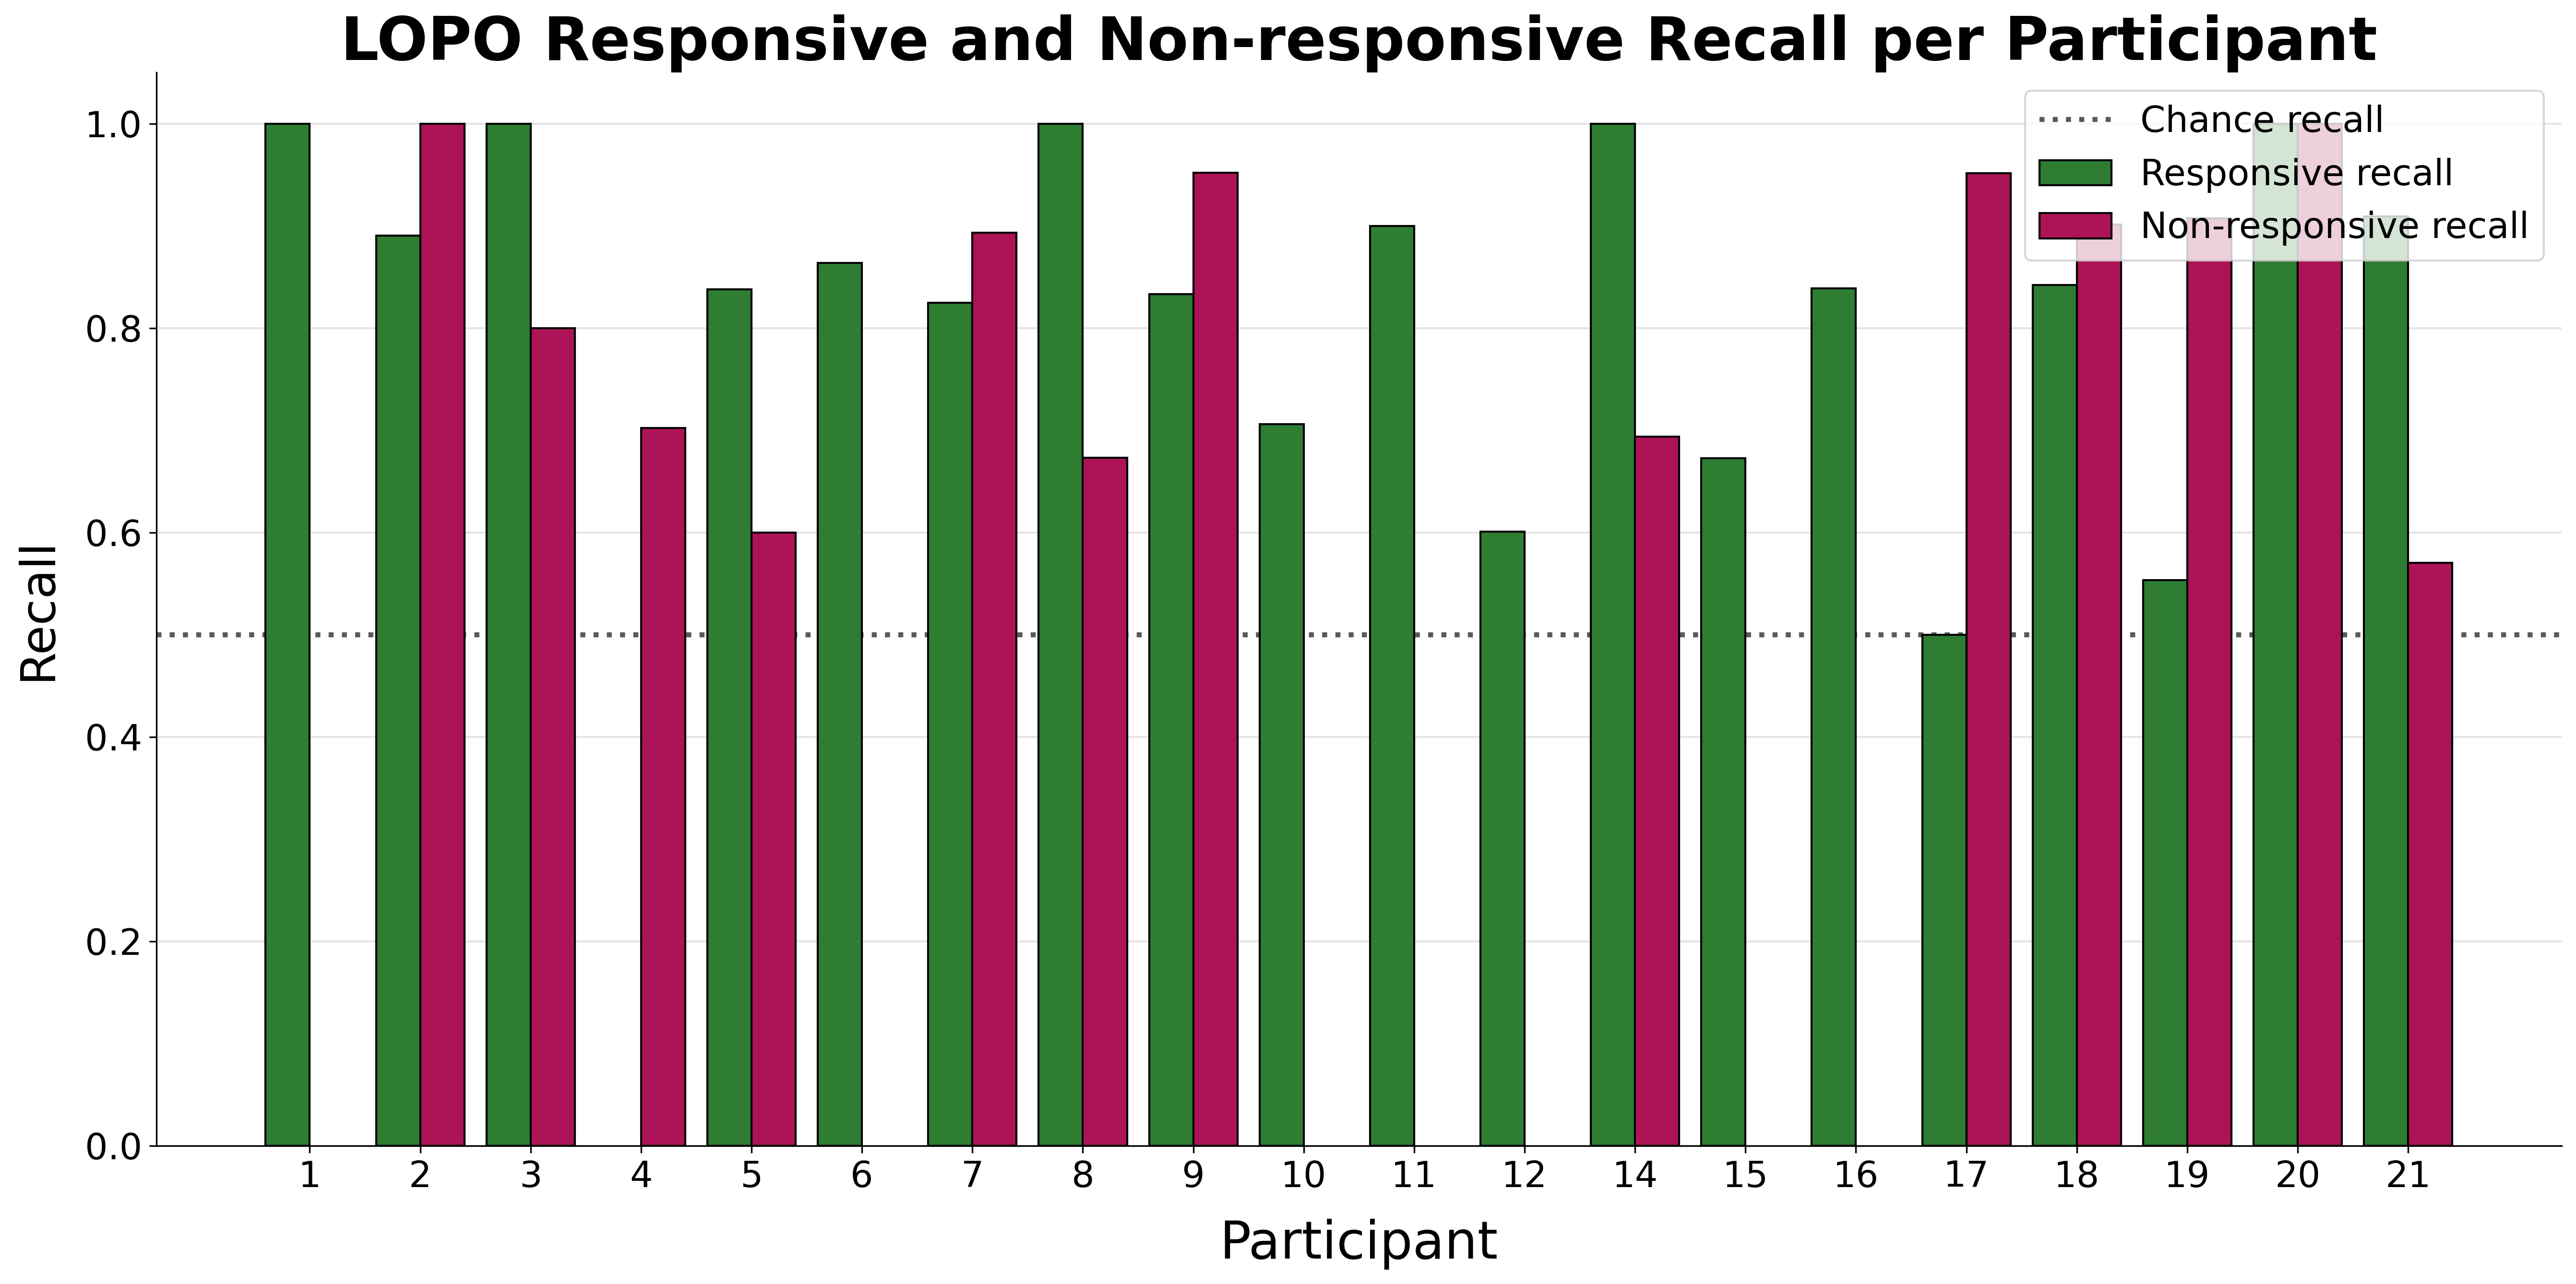 LOPO Responsive and Non-responsive Recall per Participant
Chance recall
Responsive recall
Non-responsive recall
1.0
0.8
0.6
0.4
0.2
0.0
Recall
1 2 3 4 5 6 7 8 9 10 11 12 14 15 16 17 18 19 20 21
Participant